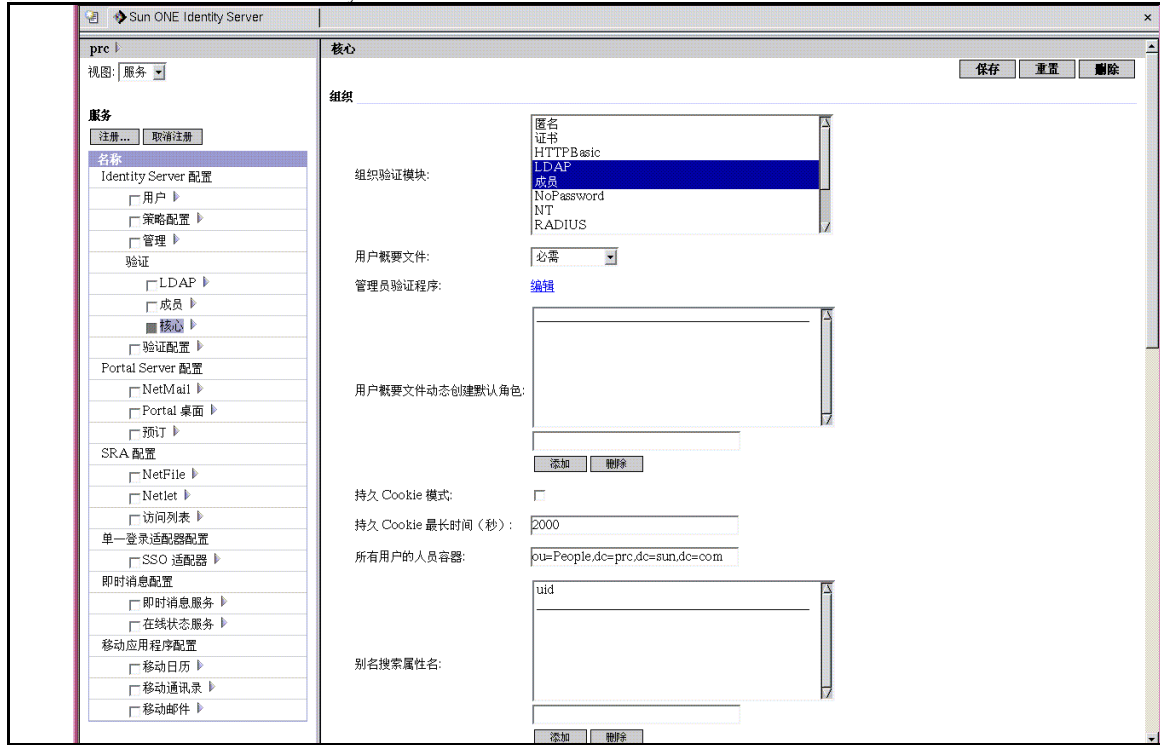 Sun ONE Identity Server
prc
视图: 服务
服务
注册... 取消注册
名称
Identity Server 配置
用户
策略配置
管理
验证
LDAP
成员
核心
验证配置
Portal Server 配置
NetMail
Portal 桌面
预订
SRA 配置
NetFile
Netlet
访问列表
单一登录适配器配置
SSO 适配器
即时消息配置
即时消息服务
在线状态服务
移动应用程序配置
移动日历
移动通讯录
移动邮件
核心
保存 重置 删除
组织
组织验证模块:
匿名
证书
HTTPBasic
LDAP
成员
NoPassword
NT
RADIUS
用户概要文件: 必需
管理员验证程序: 编辑
用户概要文件动态创建默认角色:
添加 删除
持久 Cookie 模式:
持久 Cookie 最长时间（秒）: 2000
所有用户的人员容器: ou=People,dc=prc,dc=sun,dc=com
别名搜索属性名:
uid
添加 删除